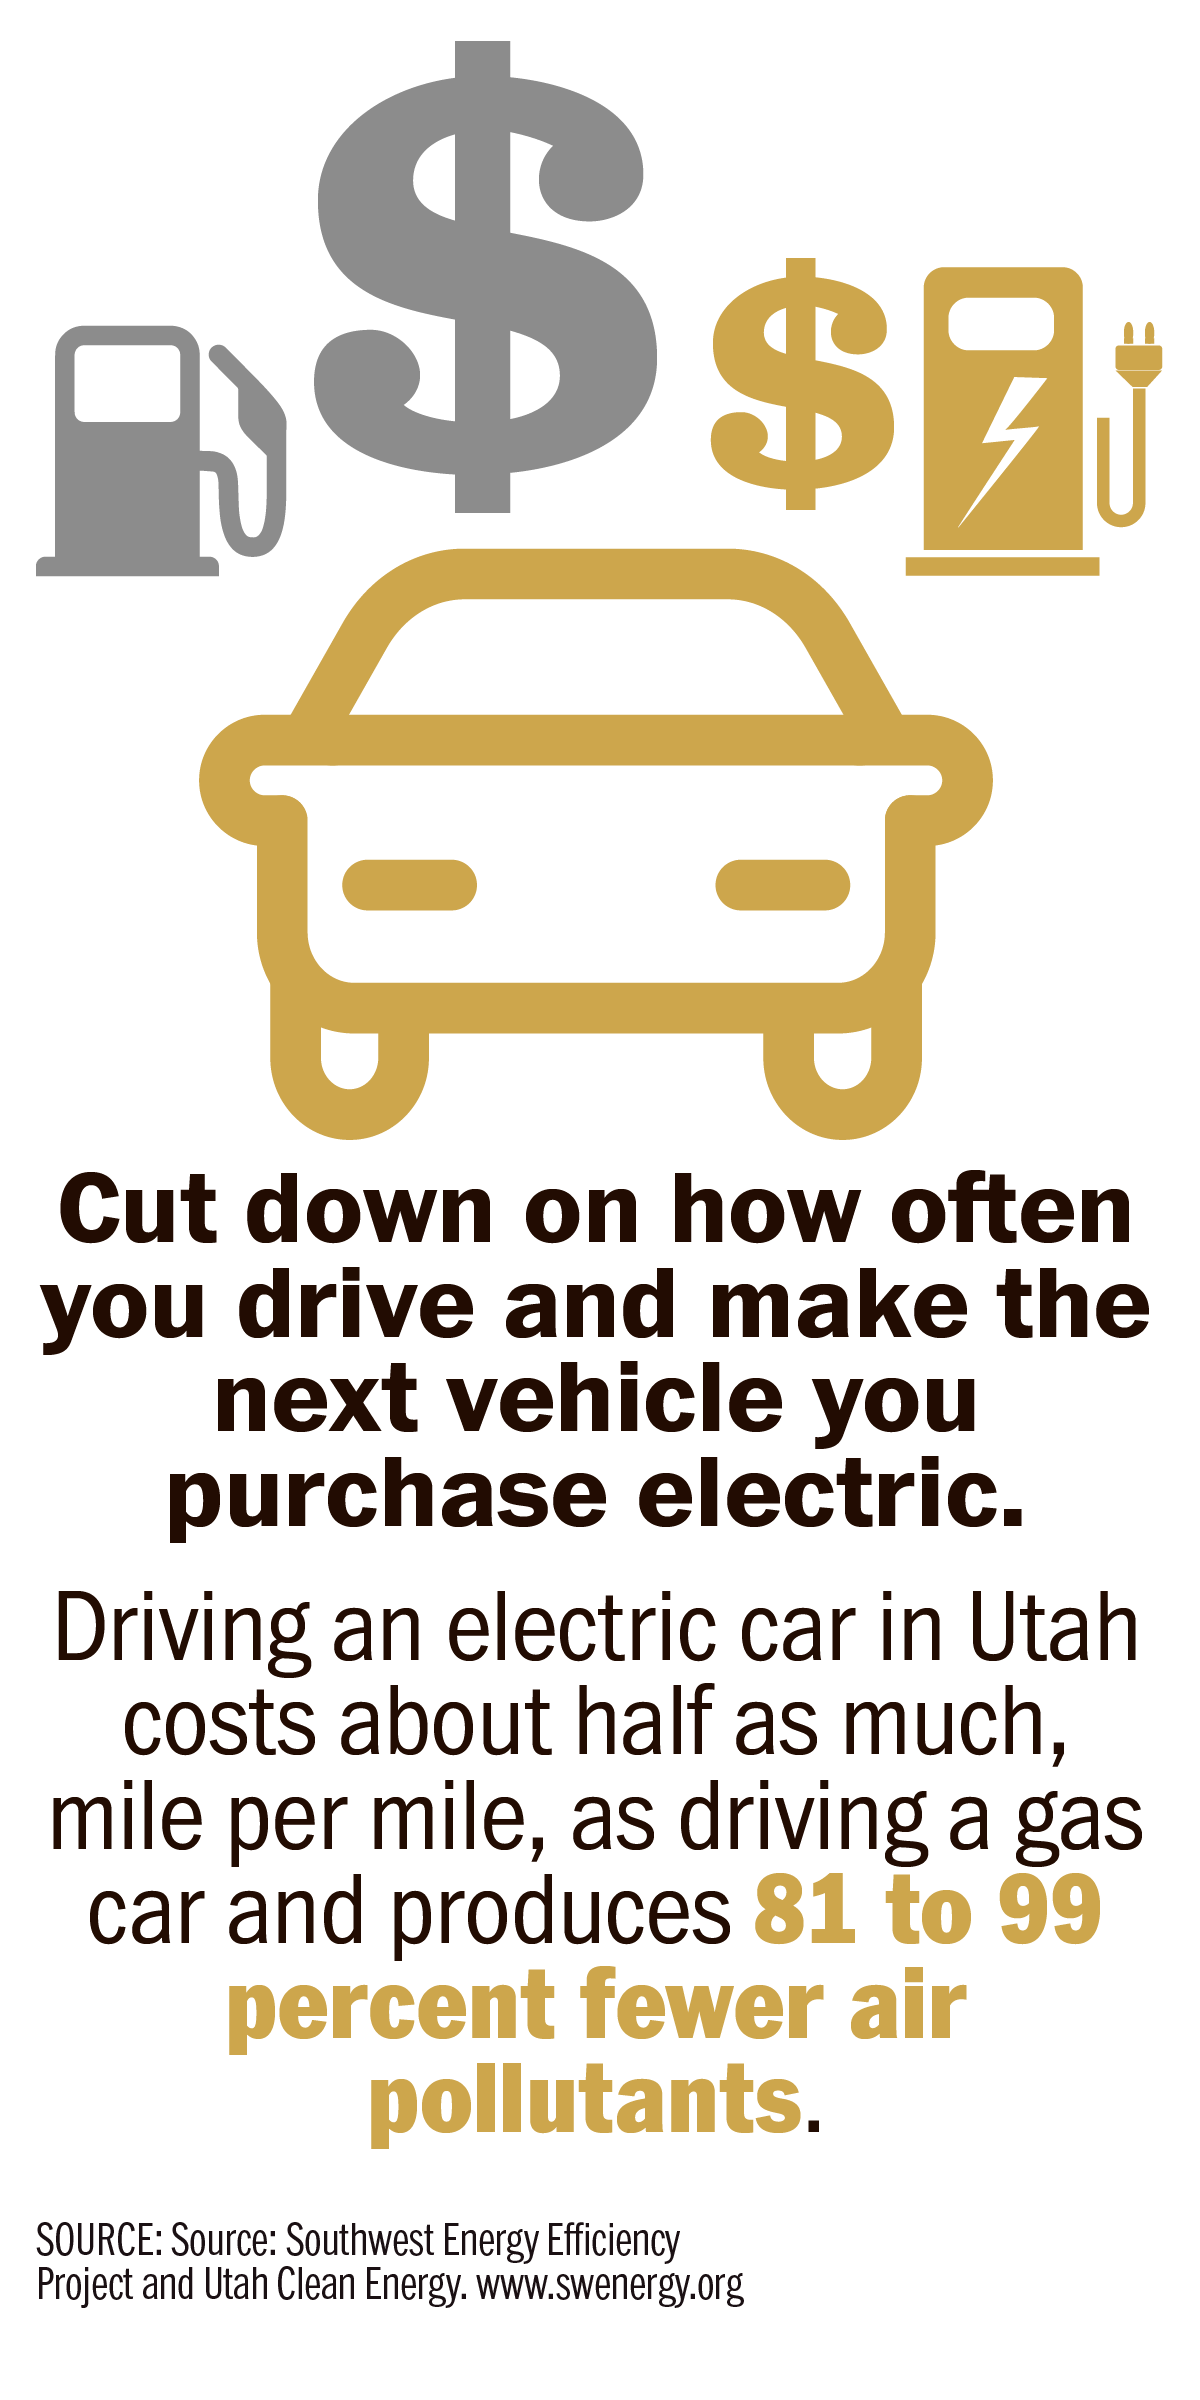 $
$
Cut down on how often
you drive and make the
next vehicle you
purchase electric.
Driving an electric car in Utah
costs about half as much,
mile per mile, as driving a gas
car and produces 81 to 99
percent fewer air
pollutants.
SOURCE: Source: Southwest Energy Efficiency
Project and Utah Clean Energy. www.swenergy.org